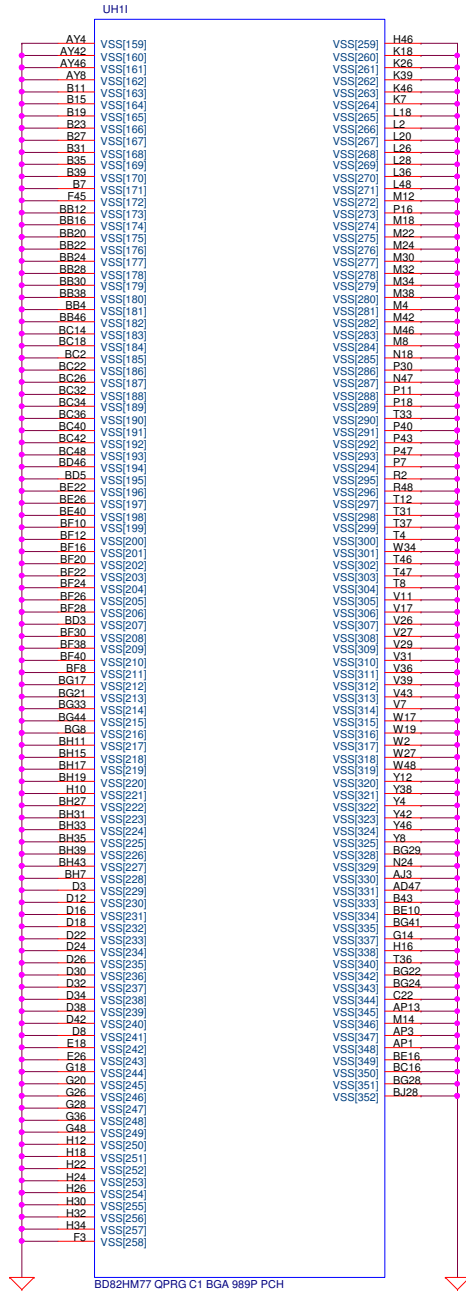 UH1I
AY4 VSS[159] VSS[259] H46
AY42 VSS[160] VSS[260] K18
AY46 VSS[161] VSS[261] K26
AY8 VSS[162] VSS[262] K39
B11 VSS[163] VSS[263] K46
B15 VSS[164] VSS[264] K7
B19 VSS[165] VSS[265] L18
B23 VSS[166] VSS[266] L2
B27 VSS[167] VSS[267] L20
B31 VSS[168] VSS[268] L26
B35 VSS[169] VSS[269] L28
B39 VSS[170] VSS[270] L36
B7 VSS[171] VSS[271] L48
F45 VSS[172] VSS[272] M12
BB12 VSS[173] VSS[273] P16
BB16 VSS[174] VSS[274] M18
BB20 VSS[175] VSS[275] M22
BB22 VSS[176] VSS[276] M24
BB24 VSS[177] VSS[277] M30
BB28 VSS[178] VSS[278] M32
BB30 VSS[179] VSS[279] M34
BB38 VSS[180] VSS[280] M38
BB4 VSS[181] VSS[281] M4
BB46 VSS[182] VSS[282] M42
BC14 VSS[183] VSS[283] M46
BC18 VSS[184] VSS[284] M8
BC2 VSS[185] VSS[285] N18
BC22 VSS[186] VSS[286] P30
BC26 VSS[187] VSS[287] N47
BC32 VSS[188] VSS[288] P11
BC34 VSS[189] VSS[289] P18
BC36 VSS[190] VSS[290] T33
BC40 VSS[191] VSS[291] P40
BC42 VSS[192] VSS[292] P43
BC48 VSS[193] VSS[293] P47
BD46 VSS[194] VSS[294] P7
BD5 VSS[195] VSS[295] R2
BE22 VSS[196] VSS[296] R48
BE26 VSS[197] VSS[297] T12
BE40 VSS[198] VSS[298] T31
BF10 VSS[199] VSS[299] T37
BF12 VSS[200] VSS[300] T4
BF16 VSS[201] VSS[301] W34
BF20 VSS[202] VSS[302] T46
BF22 VSS[203] VSS[303] T47
BF24 VSS[204] VSS[304] T8
BF26 VSS[205] VSS[305] V11
BF28 VSS[206] VSS[306] V17
BD3 VSS[207] VSS[307] V26
BF30 VSS[208] VSS[308] V27
BF38 VSS[209] VSS[309] V29
BF40 VSS[210] VSS[310] V31
BF8 VSS[211] VSS[311] V36
BG17 VSS[212] VSS[312] V39
BG21 VSS[213] VSS[313] V43
BG33 VSS[214] VSS[314] V7
BG44 VSS[215] VSS[315] W17
BG8 VSS[216] VSS[316] W19
BH11 VSS[217] VSS[317] W2
BH15 VSS[218] VSS[318] W27
BH17 VSS[219] VSS[319] W48
BH19 VSS[220] VSS[320] Y12
H10 VSS[221] VSS[321] Y38
BH27 VSS[222] VSS[322] Y4
BH31 VSS[223] VSS[323] Y42
BH33 VSS[224] VSS[324] Y46
BH35 VSS[225] VSS[325] Y8
BH39 VSS[226] VSS[328] BG29
BH43 VSS[227] VSS[329] N24
BH7 VSS[228] VSS[330] AJ3
D3 VSS[229] VSS[331] AD47
D12 VSS[230] VSS[333] B43
D16 VSS[231] VSS[334] BE10
D18 VSS[232] VSS[335] BG41
D22 VSS[233] VSS[337] G14
D24 VSS[234] VSS[338] H16
D26 VSS[235] VSS[340] T36
D30 VSS[236] VSS[342] BG22
D32 VSS[237] VSS[343] BG24
D34 VSS[238] VSS[344] C22
D38 VSS[239] VSS[345] AP13
D42 VSS[240] VSS[346] M14
D8 VSS[241] VSS[347] AP3
E18 VSS[242] VSS[348] AP1
E26 VSS[243] VSS[349] BE16
G18 VSS[244] VSS[350] BC16
G20 VSS[245] VSS[351] BG28
G26 VSS[246] VSS[352] BJ28
G28 VSS[247]
G36 VSS[248]
G48 VSS[249]
H12 VSS[250]
H18 VSS[251]
H22 VSS[252]
H24 VSS[253]
H26 VSS[254]
H30 VSS[255]
H32 VSS[256]
H34 VSS[257]
F3 VSS[258]
BD82HM77 QPRG C1 BGA 989P PCH